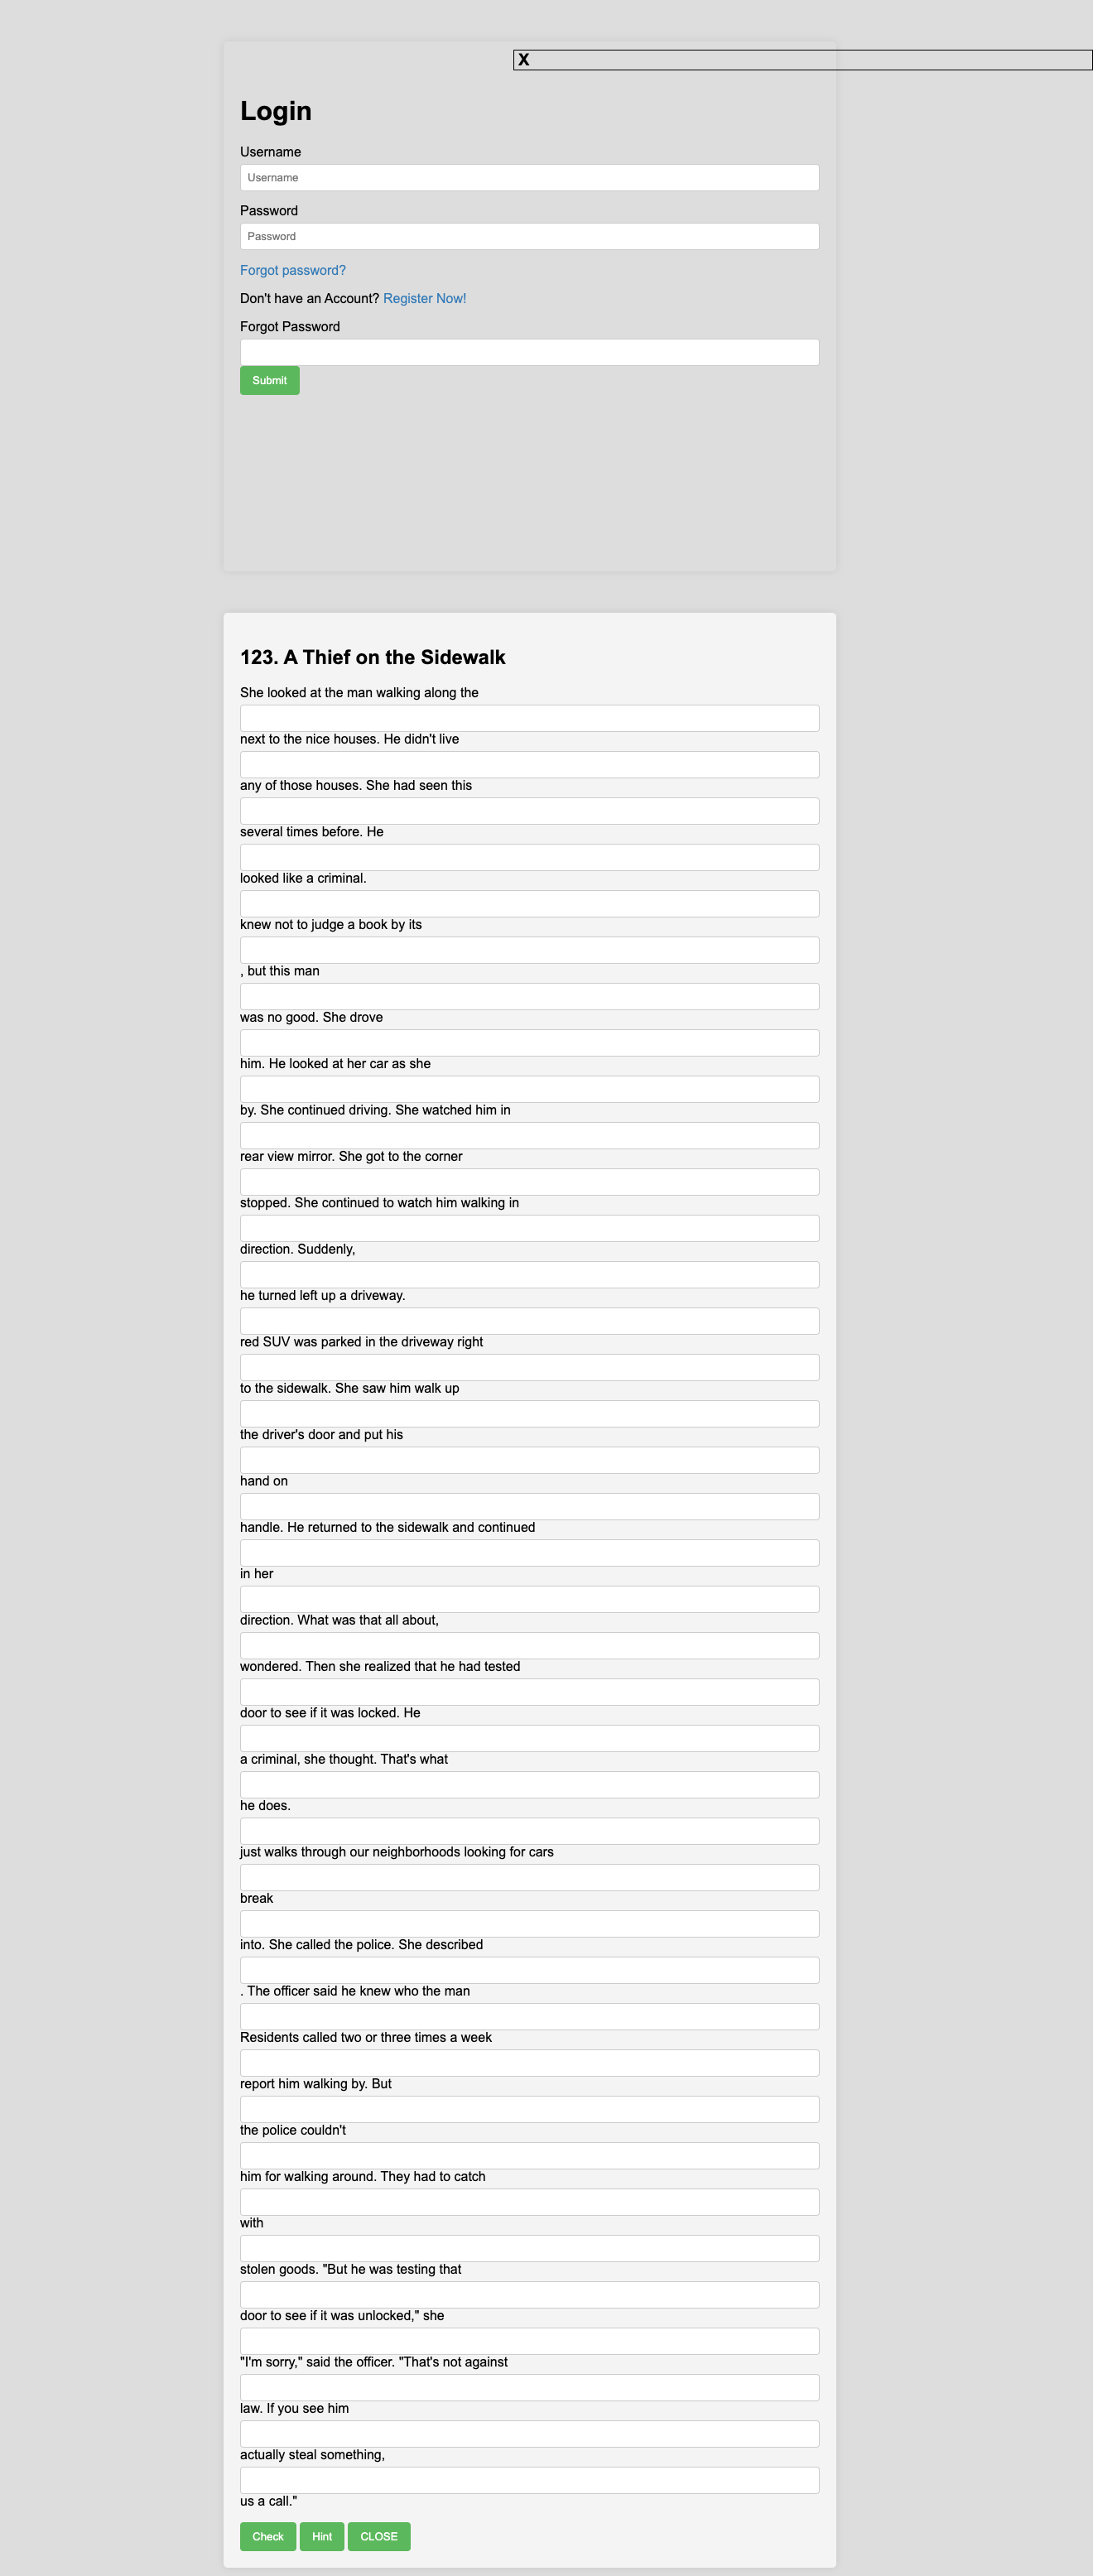 X
Login
Username
Username
Password
Password
Forgot password?
Don't have an Account? Register Now!
Forgot Password
Submit
123. A Thief on the Sidewalk
She looked at the man walking along the
next to the nice houses. He didn't live
any of those houses. She had seen this
several times before. He
looked like a criminal.
knew not to judge a book by its
, but this man
was no good. She drove
him. He looked at her car as she
by. She continued driving. She watched him in
rear view mirror. She got to the corner
stopped. She continued to watch him walking in
direction. Suddenly,
he turned left up a driveway.
red SUV was parked in the driveway right
to the sidewalk. She saw him walk up
the driver's door and put his
hand on
handle. He returned to the sidewalk and continued
in her
direction. What was that all about,
wondered. Then she realized that he had tested
door to see if it was locked. He
a criminal, she thought. That's what
he does.
just walks through our neighborhoods looking for cars
break
into. She called the police. She described
. The officer said he knew who the man
Residents called two or three times a week
report him walking by. But
the police couldn't
him for walking around. They had to catch
with
stolen goods. "But he was testing that
door to see if it was unlocked," she
"I'm sorry," said the officer. "That's not against
law. If you see him
actually steal something,
us a call."
Check Hint CLOSE